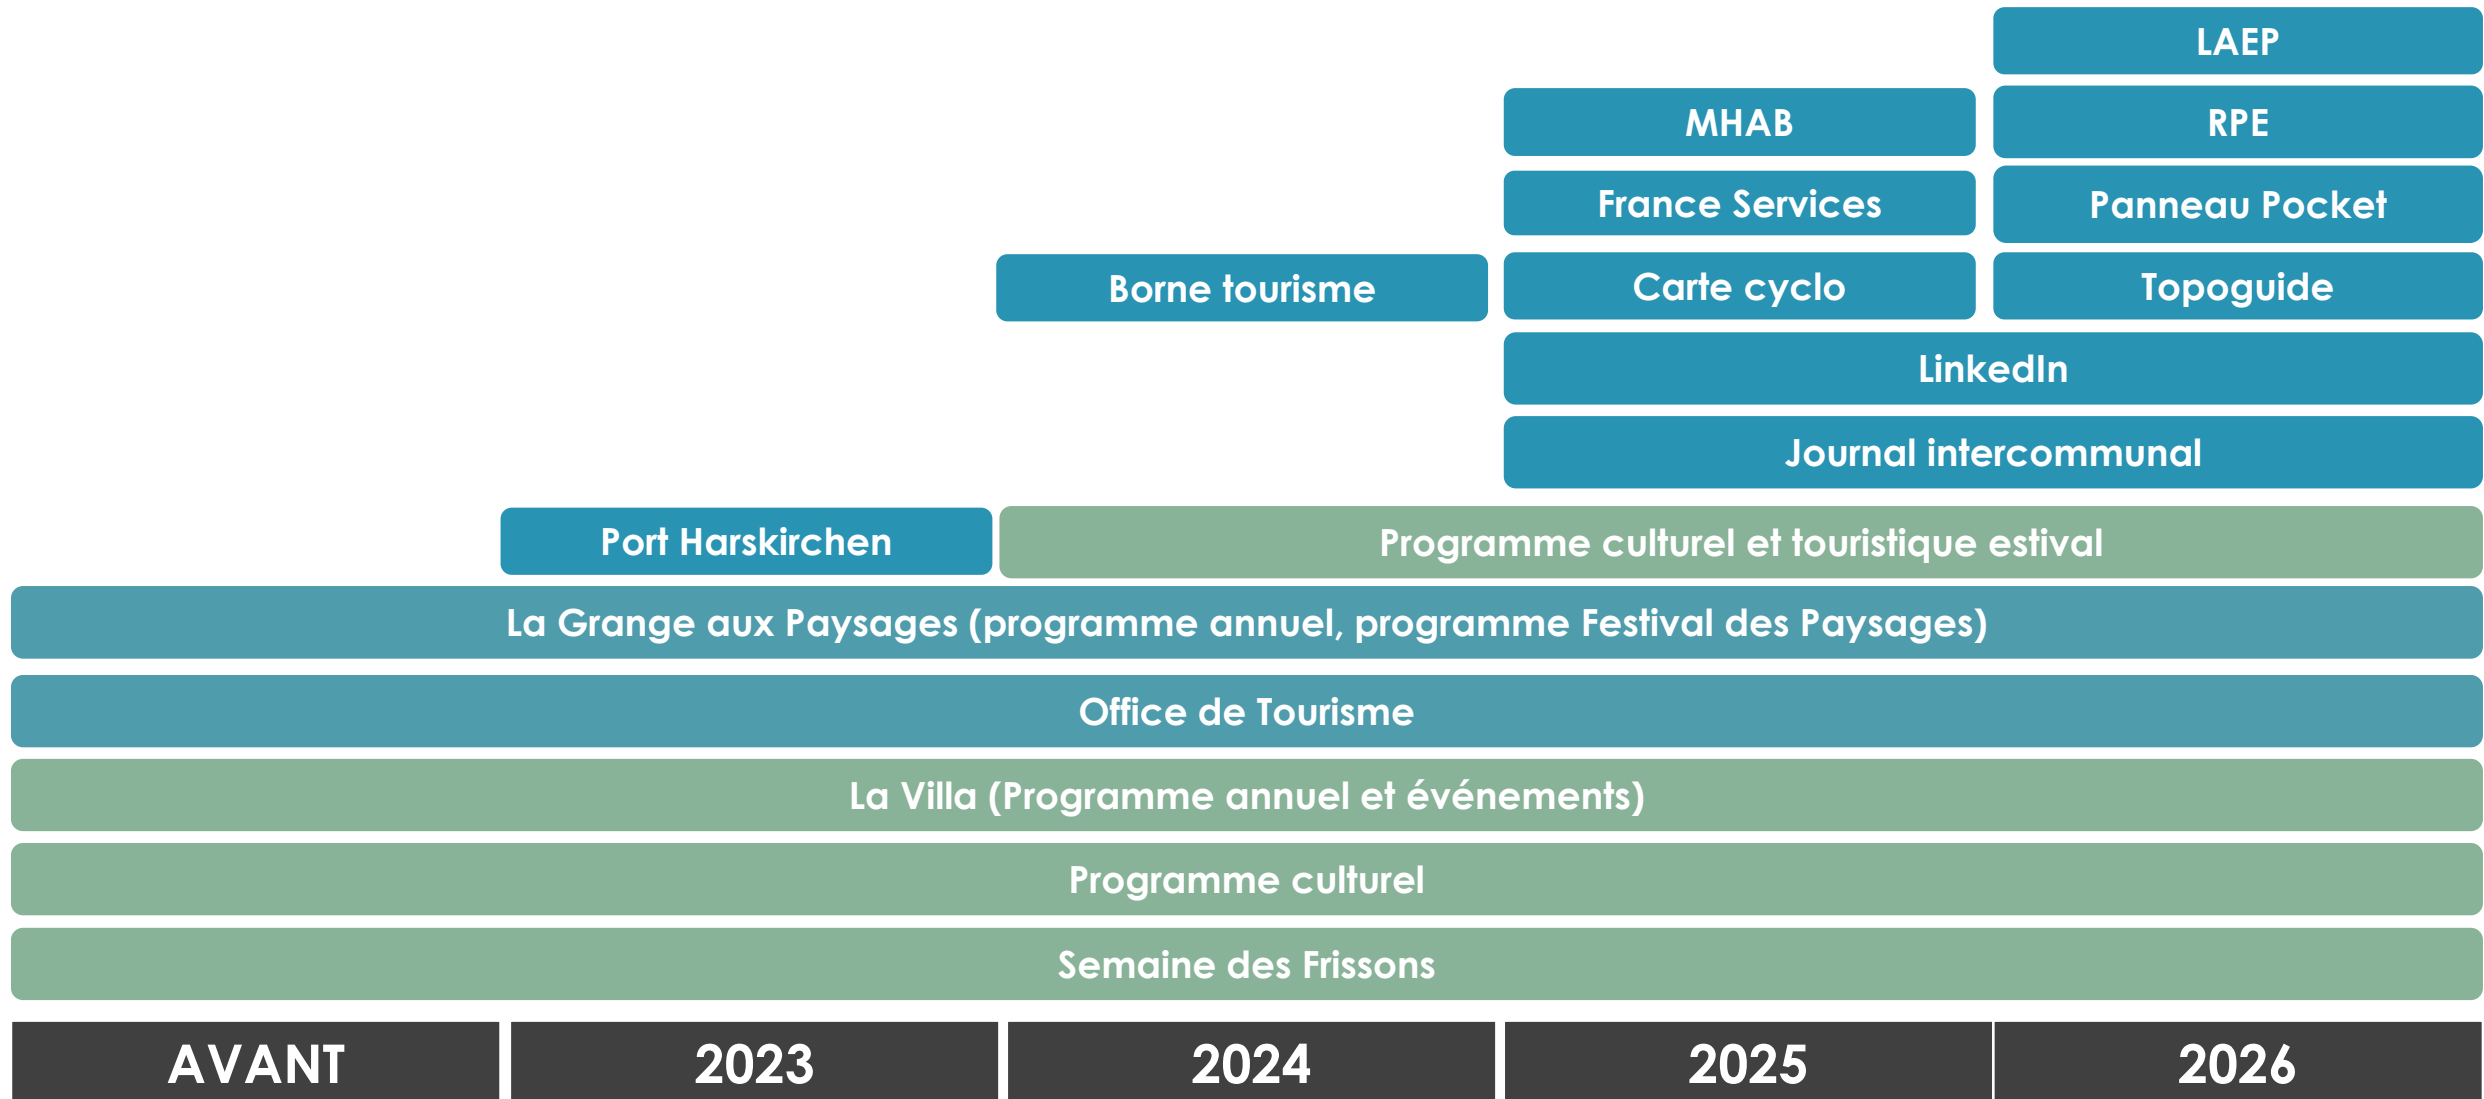 LAEP
MHAB
RPE
France Services
Panneau Pocket
Borne tourisme
Carte cyclo
Topoguide
LinkedIn
Journal intercommunal
Port Harskirchen
Programme culturel et touristique estival
La Grange aux Paysages (programme annuel, programme Festival des Paysages)
Office de Tourisme
La Villa (Programme annuel et événements)
Programme culturel
Semaine des Frissons
AVANT
2023
2024
2025
2026